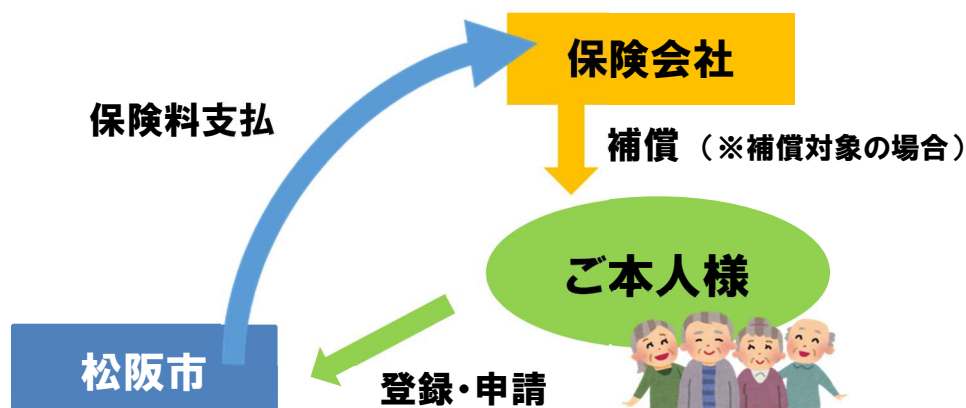 保険会社
保険料支払
補償（※補償対象の場合）
ご本人様
松阪市
登録・申請